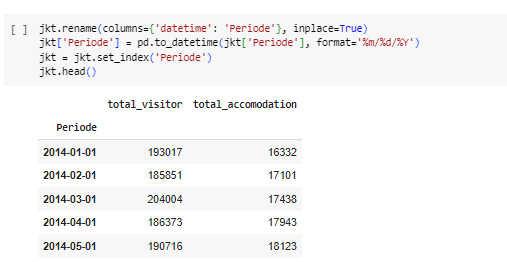 [ ] jkt.rename(columns={'datetime': 'Periode'}, inplace=True)
jkt['Periode'] = pd.to_datetime(jkt['Periode'], format='%m/%d/%Y')
jkt = jkt.set_index('Periode')
jkt.head()
total_visitor total_accomodation
Periode
2014-01-01 193017 16332
2014-02-01 185851 17101
2014-03-01 204004 17438
2014-04-01 186373 17943
2014-05-01 190716 18123